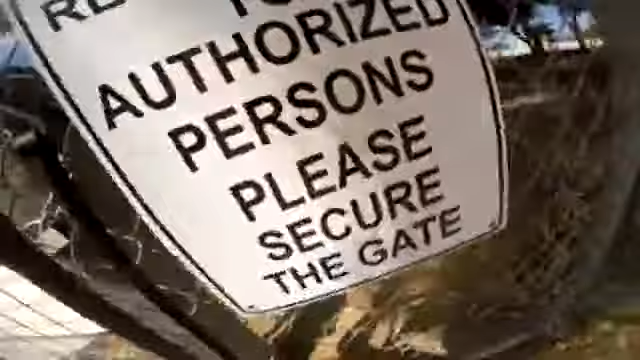 AUTHORIZED
PERSONS
PLEASE
SECURE
THE GATE